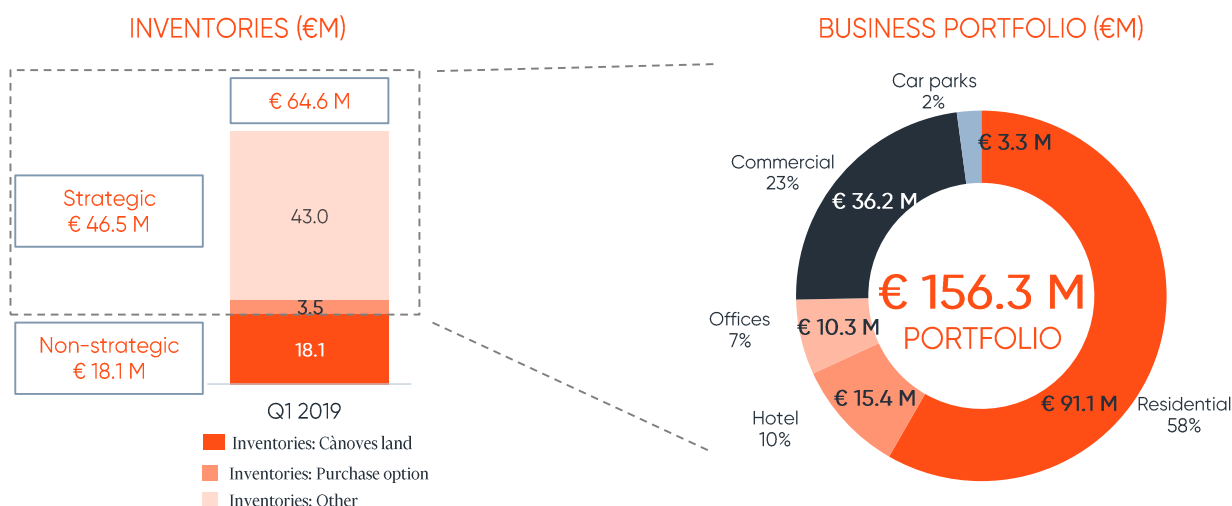 INVENTORIES (€M)
€ 64.6 M
Strategic
€ 46.5 M
43.0
3.5
Non-strategic
€ 18.1 M
18.1
Q1 2019
Inventories: Cànoves land
Inventories: Purchase option
Inventories: Other
BUSINESS PORTFOLIO (€M)
Car parks
2%
€ 3.3 M
Commercial
23%
€ 36.2 M
€ 156.3 M
PORTFOLIO
Offices
7%
€ 10.3 M
€ 15.4 M
Hotel
10%
€ 91.1 M
Residential
58%